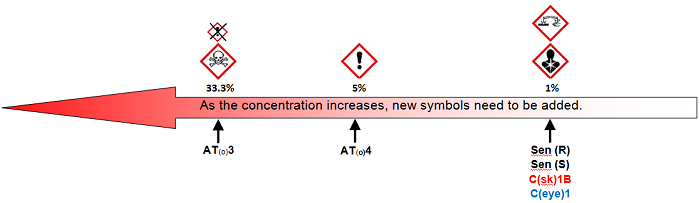 33.3% 5% 1%
As the concentration increases, new symbols need to be added.
AT(o)3 AT(o)4 Sen (R)
Sen (S)
C(sk)1B
C(eye)1